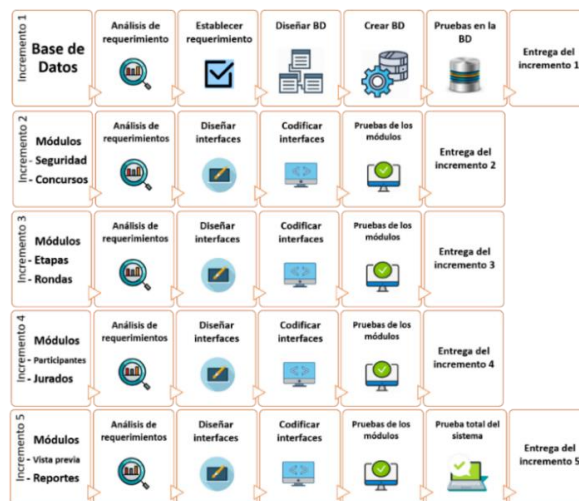 Incremento 1
Base de
Datos
Análisis de
requerimiento
Establecer
requerimiento
Diseñar BD
Crear BD
Pruebas en la
BD
Entrega del
incremento 1
Incremento 2
Módulos
- Seguridad
- Concursos
Análisis de
requerimientos
Diseñar
interfaces
Codificar
interfaces
Pruebas de los
módulos
Entrega del
incremento 2
Incremento 3
Módulos
- Etapas
- Rondas
Análisis de
requerimientos
Diseñar
interfaces
Codificar
interfaces
Pruebas de los
módulos
Entrega del
incremento 3
Incremento 4
Módulos
- Participantes
- Jurados
Análisis de
requerimientos
Diseñar
interfaces
Codificar
interfaces
Pruebas de los
módulos
Entrega del
incremento 4
Incremento 5
Módulos
- Vista previa
- Reportes
Análisis de
requerimientos
Diseñar
interfaces
Codificar
interfaces
Pruebas de los
módulos
Prueba total del
sistema
Entrega del
incremento 5